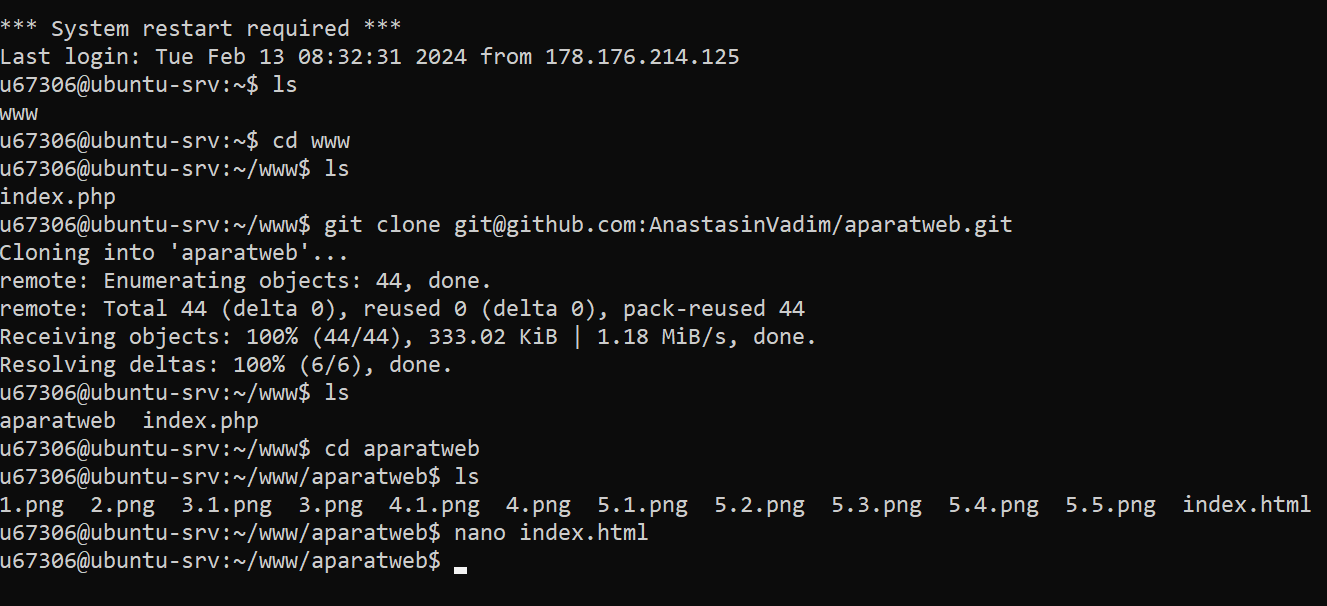 *** System restart required ***
Last login: Tue Feb 13 08:32:31 2024 from 178.176.214.125
u67306@ubuntu-srv:~$ ls
www
u67306@ubuntu-srv:~$ cd www
u67306@ubuntu-srv:~/www$ ls
index.php
u67306@ubuntu-srv:~/www$ git clone git@github.com:AnastasinVadim/aparatweb.git
Cloning into 'aparatweb'...
remote: Enumerating objects: 44, done.
remote: Total 44 (delta 0), reused 0 (delta 0), pack-reused 44
Receiving objects: 100% (44/44), 333.02 KiB | 1.18 MiB/s, done.
Resolving deltas: 100% (6/6), done.
u67306@ubuntu-srv:~/www$ ls
aparatweb  index.php
u67306@ubuntu-srv:~/www$ cd aparatweb
u67306@ubuntu-srv:~/www/aparatweb$ ls
1.png  2.png  3.1.png  3.png  4.1.png  4.png  5.1.png  5.2.png  5.3.png  5.4.png  5.5.png  index.html
u67306@ubuntu-srv:~/www/aparatweb$ nano index.html
u67306@ubuntu-srv:~/www/aparatweb$